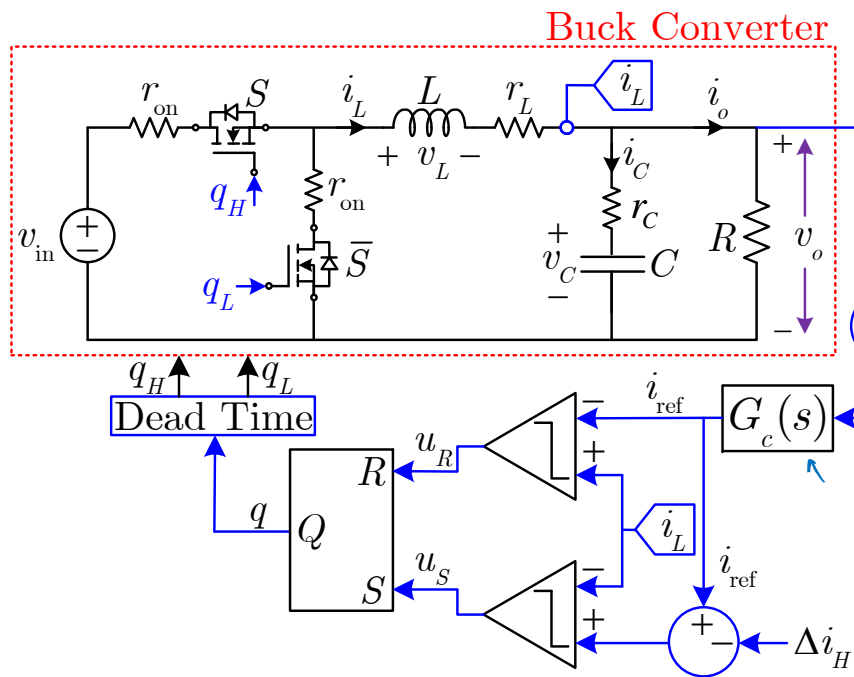 Buck Converter
r_on
S
i_L
L
r_L
i_L
i_o
+ v_L −
i_C
+
q_H
r_on
r_C
v_in
+
−
S̅
+
v_C
−
C
R
v_o
q_L
−
q_H
q_L
i_ref
Dead Time
−
G_c(s)
u_R
+
R
q
Q
i_L
u_S
−
i_ref
S
+
+
−
Δi_H